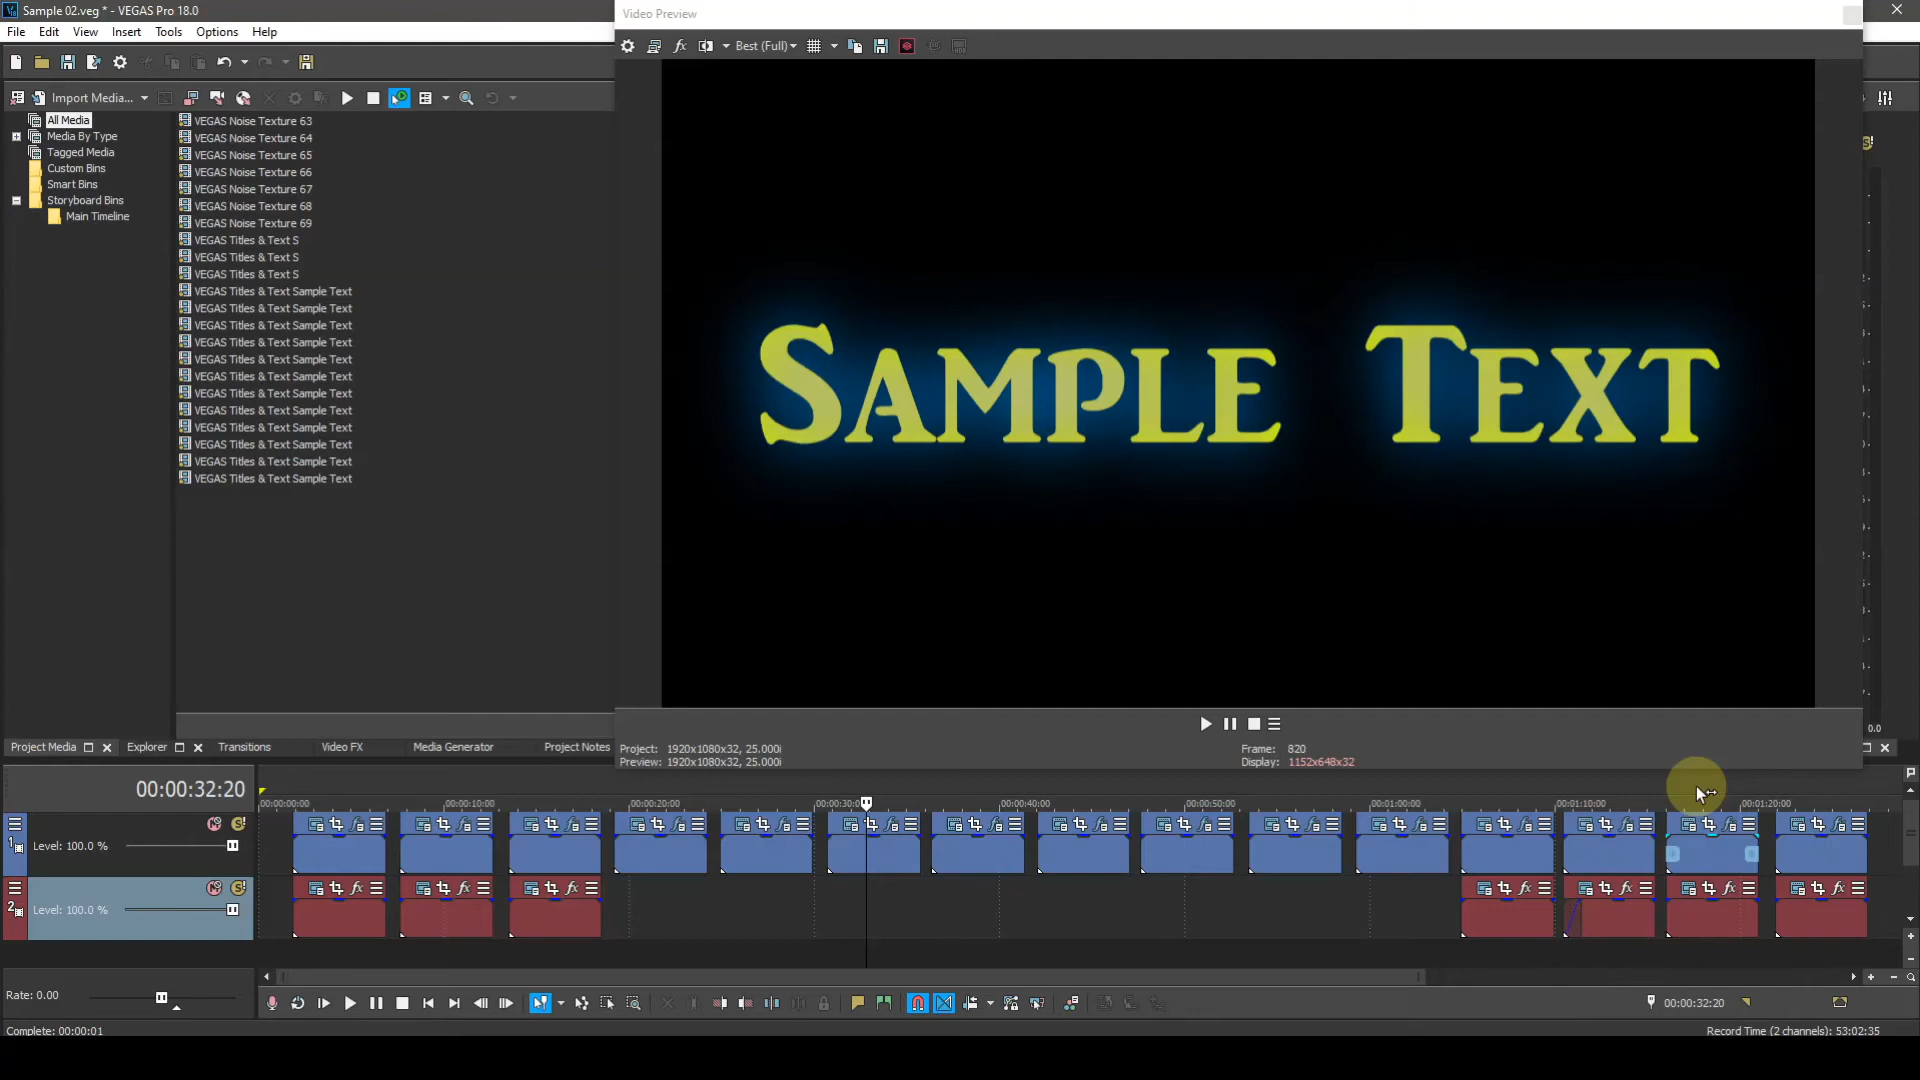 Sample 02.veg * - VEGAS Pro 18.0
File Edit View Insert Tools Options Help
Video Preview
Best (Full)
Import Media...
All Media
Media By Type
Tagged Media
Custom Bins
Smart Bins
Storyboard Bins
Main Timeline
VEGAS Noise Texture 63
VEGAS Noise Texture 64
VEGAS Noise Texture 65
VEGAS Noise Texture 66
VEGAS Noise Texture 67
VEGAS Noise Texture 68
VEGAS Noise Texture 69
VEGAS Titles & Text S
VEGAS Titles & Text S
VEGAS Titles & Text S
VEGAS Titles & Text Sample Text
VEGAS Titles & Text Sample Text
VEGAS Titles & Text Sample Text
VEGAS Titles & Text Sample Text
VEGAS Titles & Text Sample Text
VEGAS Titles & Text Sample Text
VEGAS Titles & Text Sample Text
VEGAS Titles & Text Sample Text
VEGAS Titles & Text Sample Text
VEGAS Titles & Text Sample Text
VEGAS Titles & Text Sample Text
VEGAS Titles & Text Sample Text
Sample Text
0.0
Project Media Explorer Transitions Video FX Media Generator Project Notes
Project: 1920x1080x32, 25.000i
Preview: 1920x1080x32, 25.000i
Frame: 820
Display: 1152x648x32
00:00:32:20
00:00:00:00 00:00:10:00 00:00:20:00 00:00:30:0 00:00:40:00 00:00:50:00 00:01:00:00 00:01:10:00 00:01:20:00
1
Level: 100.0 %
2
Level: 100.0 %
Rate: 0.00
00:00:32:20
Complete: 00:00:01
Record Time (2 channels): 53:02:35